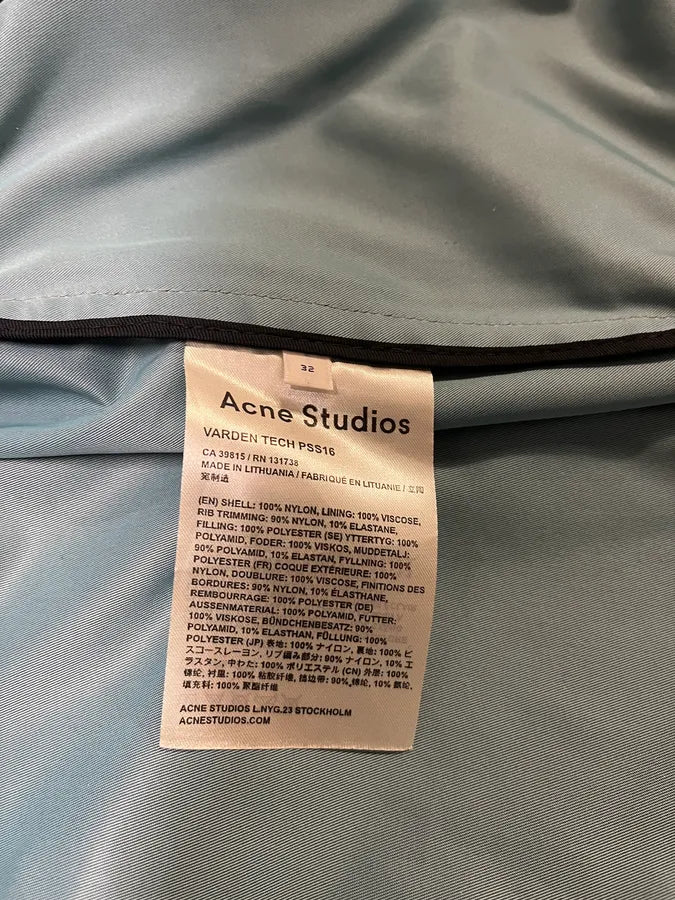 32
Acne Studios
VARDEN TECH PSS16
CA 39815 / RN 131738
MADE IN LITHUANIA / FABRIQUÉ EN LITUANIE / 立陶
宛制造
(EN) SHELL: 100% NYLON, LINING: 100% VISCOSE,
RIB TRIMMING: 90% NYLON, 10% ELASTANE,
FILLING: 100% POLYESTER (SE) YTTERTYG: 100%
POLYAMID, FODER: 100% VISKOS, MUDDETALJ:
90% POLYAMID, 10% ELASTAN, FYLLNING: 100%
POLYESTER (FR) COQUE EXTÉRIEURE: 100%
NYLON, DOUBLURE: 100% VISCOSE, FINITIONS DES
BORDURES: 90% NYLON, 10% ÉLASTHANE,
REMBOURRAGE: 100% POLYESTER (DE)
AUSSENMATERIAL: 100% POLYAMID, FUTTER:
100% VISKOSE, BÜNDCHENBESATZ: 90%
POLYAMID, 10% ELASTHAN, FÜLLUNG: 100%
POLYESTER (JP) 表地: 100% ナイロン, 裏地: 100% ビ
スコースレーヨン, リブ編み部分: 90% ナイロン, 10% エ
ラスタン, 中わた: 100% ポリエステル (CN) 外层: 100%
锦纶, 衬里: 100% 粘胶纤维, 拙边带: 90% 锦纶, 10% 氨纶,
填充料: 100% 聚酯纤维
ACNE STUDIOS L.NYG.23 STOCKHOLM
ACNESTUDIOS.COM